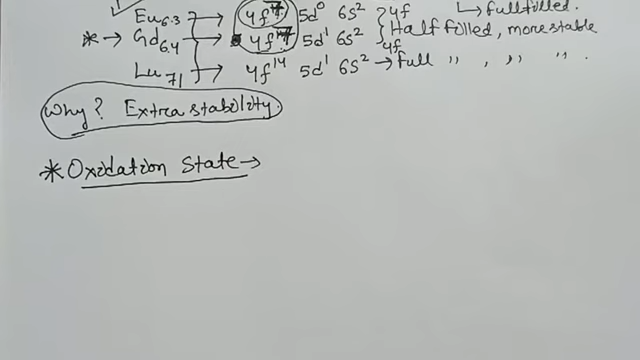 Eu63 → 4f7 5d0 6s2 } 4f ↳ fullfilled.
* → Gd64 → 4f7 5d1 6s2 } Half filled, more stable
4f
Lu71 → 4f14 5d1 6s2 → full " , " " .
Why? Extra stability.
* Oxidation State →